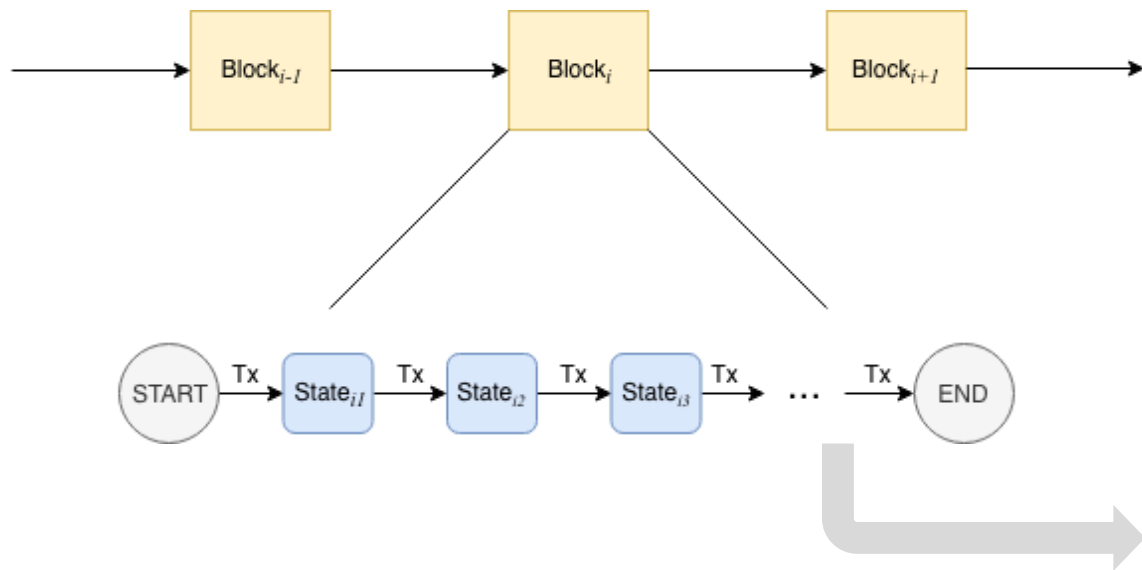 Block_{i-1} Block_i Block_{i+1}
Tx Tx Tx Tx Tx
START State_{i1} State_{i2} State_{i3} ... END